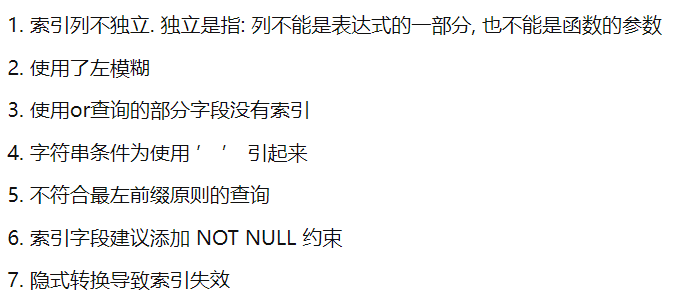 1. 索引列不独立. 独立是指: 列不能是表达式的一部分, 也不能是函数的参数
2. 使用了左模糊
3. 使用or查询的部分字段没有索引
4. 字符串条件为使用 ′ ′ 引起来
5. 不符合最左前缀原则的查询
6. 索引字段建议添加 NOT NULL 约束
7. 隐式转换导致索引失效